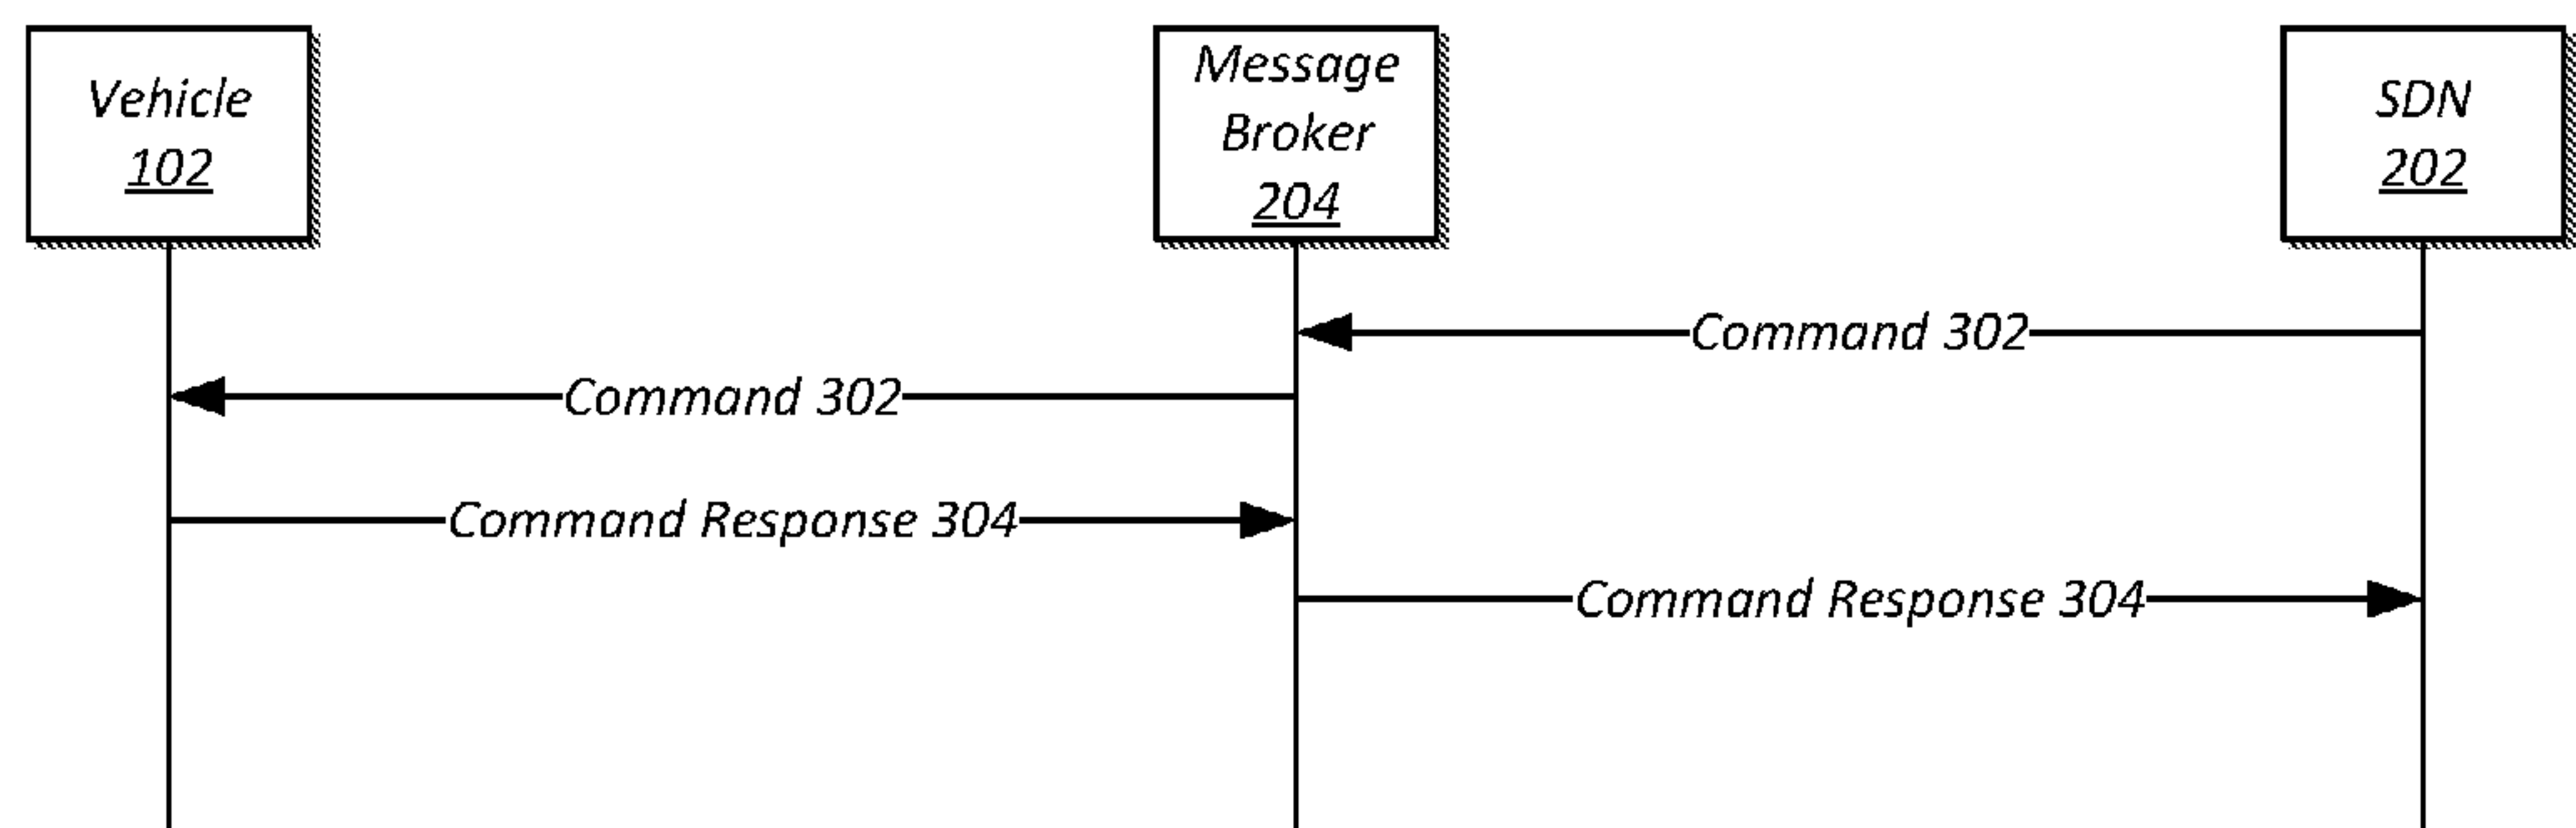 Vehicle
102
Message
Broker
204
SDN
202
Command 302
Command 302
Command Response 304
Command Response 304